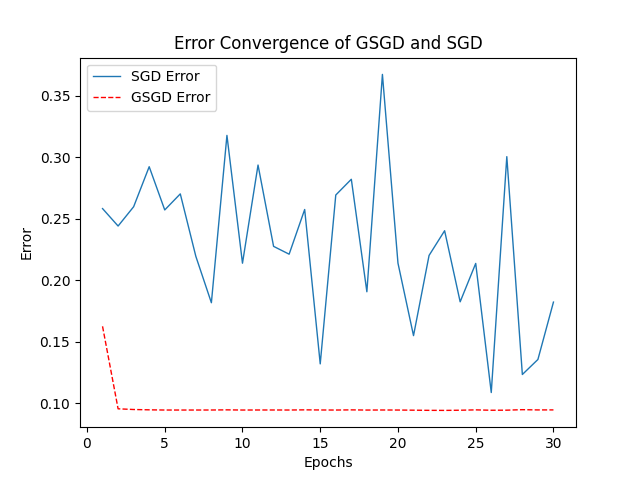 Error Convergence of GSGD and SGD
SGD Error
GSGD Error
0.35
0.30
0.25
0.20
0.15
0.10
Error
0 5 10 15 20 25 30
Epochs